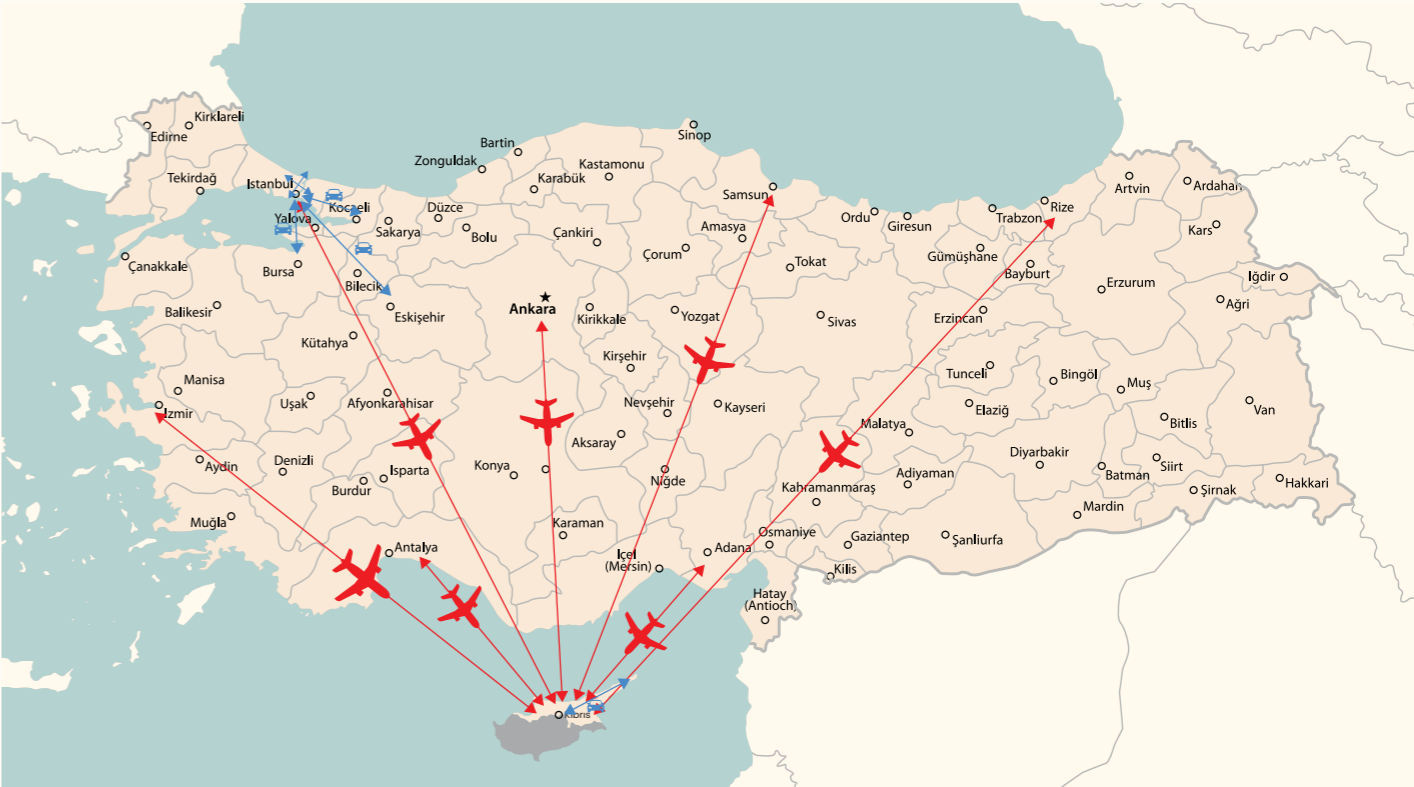 Kirklareli
Edirne
Tekirdağ
Istanbul
Kocaeli
Yalova
Sakarya
Düzce
Bolu
Zonguldak
Bartin
Karabük
Kastamonu
Sinop
Çankiri
Samsun
Amasya
Çorum
Tokat
Ordu
Giresun
Trabzon
Rize
Artvin
Ardahan
Kars
Gümüşhane
Bayburt
Erzurum
Iğdir
Ağri
Çanakkale
Bursa
Bilecik
Balikesir
Eskişehir
Kütahya
Ankara
Kirikkale
Yozgat
Sivas
Erzincan
Kirşehir
Tunceli
Bingöl
Muş
Manisa
Izmir
Uşak
Afyonkarahisar
Nevşehir
Kayseri
Elaziğ
Malatya
Bitlis
Van
Aksaray
Aydin
Denizli
Isparta
Burdur
Konya
Niğde
Kahramanmaraş
Adiyaman
Diyarbakir
Batman
Siirt
Şirnak
Hakkari
Mardin
Muğla
Antalya
Karaman
Içel
(Mersin)
Adana
Osmaniye
Gaziantep
Şanliurfa
Kilis
Hatay
(Antioch)
Kıbrıs